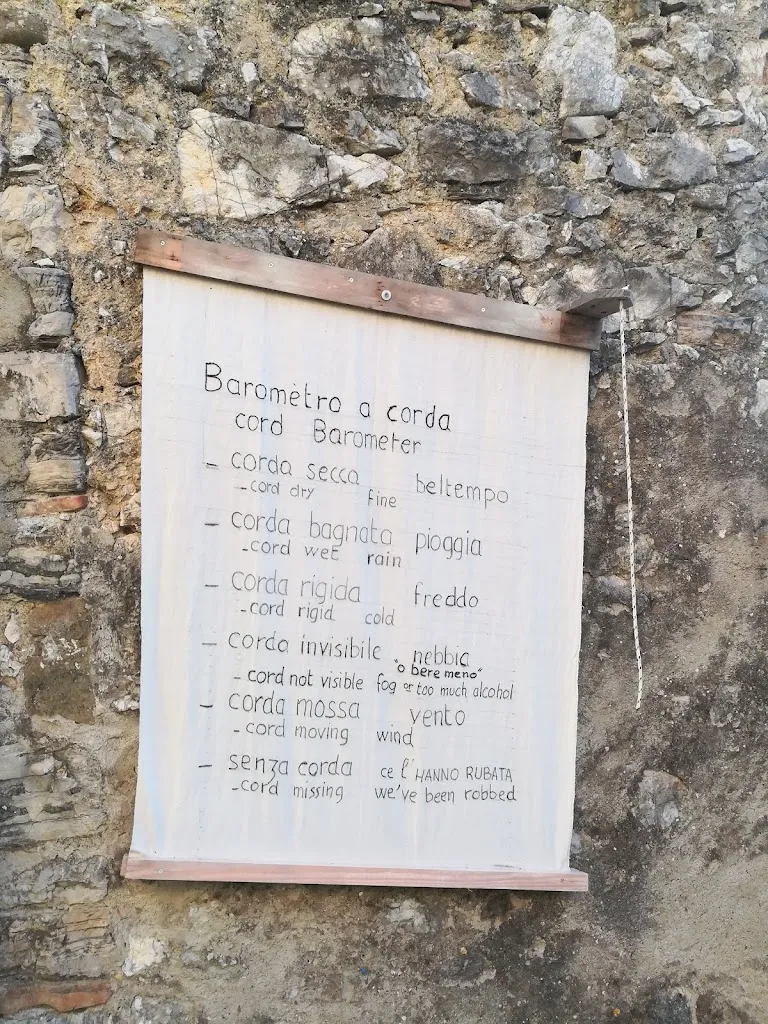 Baromètro a corda
cord Barometer
- corda secca beltempo
- cord dry fine
- corda bagnata pioggia
- cord wet rain
- corda rigida freddo
- cord rigid cold
- corda invisibile nebbia
"o bere meno"
- cord not visible fog or too much alcohol
- corda mossa vento
- cord moving wind
- senza corda ce l'HANNO RUBATA
- cord missing we've been robbed